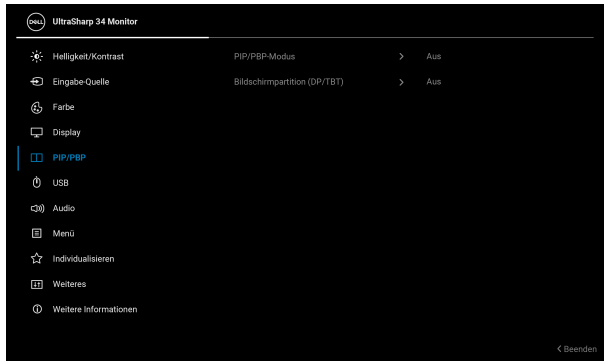 DELL UltraSharp 34 Monitor
Helligkeit/Kontrast PIP/PBP-Modus Aus
Eingabe-Quelle Bildschirmpartition (DP/TBT) Aus
Farbe
Display
PIP/PBP
USB
Audio
Menü
Individualisieren
Weiteres
Weitere Informationen
Beenden